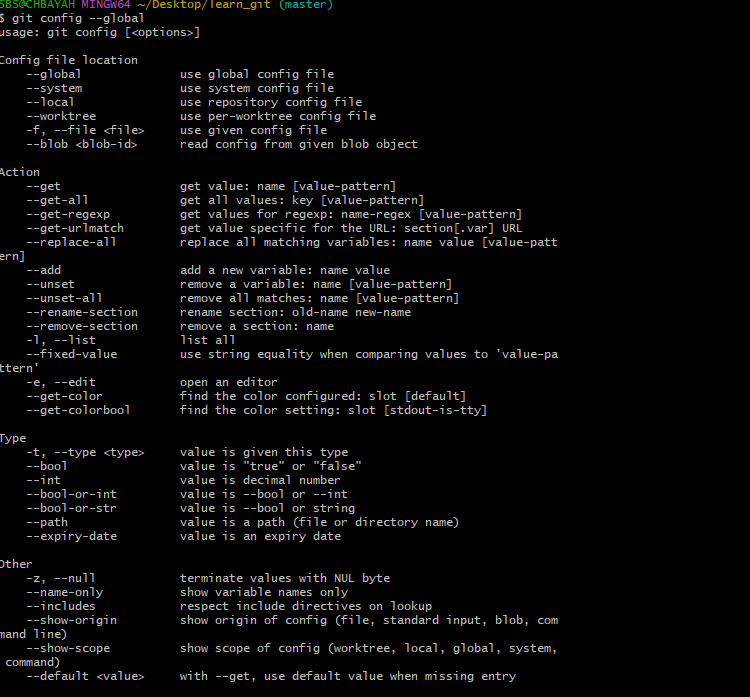 SBS@CHBAYAH MINGW64 ~/Desktop/learn_git (master)
$ git config --global
usage: git config [<options>]

Config file location
    --global              use global config file
    --system              use system config file
    --local               use repository config file
    --worktree            use per-worktree config file
    -f, --file <file>     use given config file
    --blob <blob-id>      read config from given blob object

Action
    --get                 get value: name [value-pattern]
    --get-all             get all values: key [value-pattern]
    --get-regexp          get values for regexp: name-regex [value-pattern]
    --get-urlmatch        get value specific for the URL: section[.var] URL
    --replace-all         replace all matching variables: name value [value-patt
ern]
    --add                 add a new variable: name value
    --unset               remove a variable: name [value-pattern]
    --unset-all           remove all matches: name [value-pattern]
    --rename-section      rename section: old-name new-name
    --remove-section      remove a section: name
    -l, --list            list all
    --fixed-value         use string equality when comparing values to 'value-pa
ttern'
    -e, --edit            open an editor
    --get-color           find the color configured: slot [default]
    --get-colorbool       find the color setting: slot [stdout-is-tty]

Type
    -t, --type <type>     value is given this type
    --bool                value is "true" or "false"
    --int                 value is decimal number
    --bool-or-int         value is --bool or --int
    --bool-or-str         value is --bool or string
    --path                value is a path (file or directory name)
    --expiry-date         value is an expiry date

Other
    -z, --null            terminate values with NUL byte
    --name-only           show variable names only
    --includes            respect include directives on lookup
    --show-origin         show origin of config (file, standard input, blob, com
mand line)
    --show-scope          show scope of config (worktree, local, global, system,
 command)
    --default <value>     with --get, use default value when missing entry